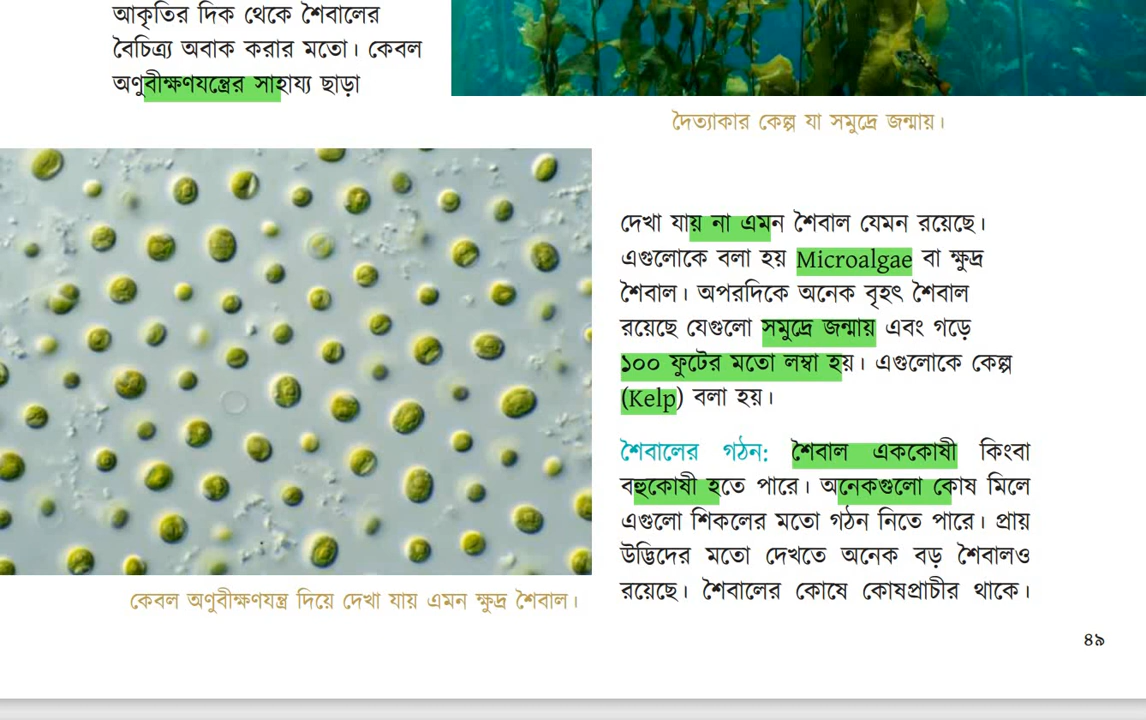 আকৃতির দিক থেকে শৈবালের
বৈচিত্র্য অবাক করার মতো। কেবল
অণুবীক্ষণযন্ত্রের সাহায্য ছাড়া
দৈত্যাকার কেল্প যা সমুদ্রে জন্মায়।
দেখা যায় না এমন শৈবাল যেমন রয়েছে।
এগুলোকে বলা হয় Microalgae বা ক্ষুদ্র
শৈবাল। অপরদিকে অনেক বৃহৎ শৈবাল
রয়েছে যেগুলো সমুদ্রে জন্মায় এবং গড়ে
১০০ ফুটের মতো লম্বা হয়। এগুলোকে কেল্প
(Kelp) বলা হয়।
শৈবালের গঠন: শৈবাল এককোষী কিংবা
বহুকোষী হতে পারে। অনেকগুলো কোষ মিলে
এগুলো শিকলের মতো গঠন নিতে পারে। প্রায়
উদ্ভিদের মতো দেখতে অনেক বড় শৈবালও
রয়েছে। শৈবালের কোষে কোষপ্রাচীর থাকে।
কেবল অণুবীক্ষণযন্ত্র দিয়ে দেখা যায় এমন ক্ষুদ্র শৈবাল।
৪৯